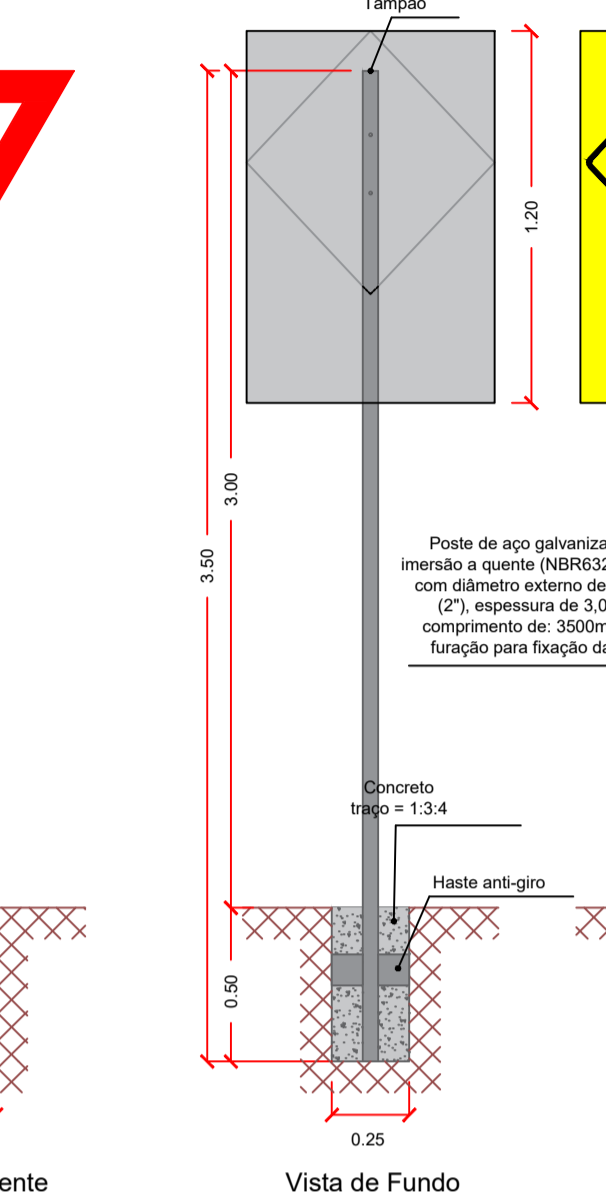 Tampão
1.20
3.00
3.50
Poste de aço galvaniza
imersão a quente (NBR632
com diâmetro externo de
(2"), espessura de 3,0
comprimento de: 3500m
furação para fixação da
Concreto
traço = 1:3:4
Haste anti-giro
0.50
0.25
ente
Vista de Fundo